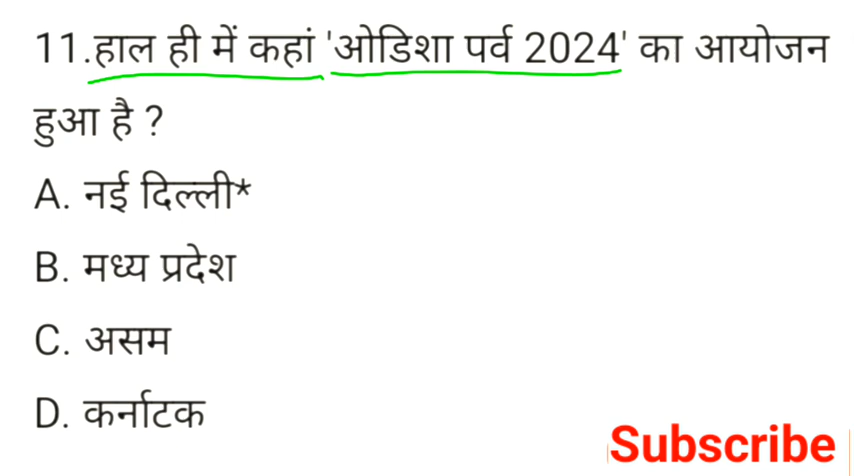 11.हाल ही में कहां 'ओडिशा पर्व 2024' का आयोजन
हुआ है ?
A. नई दिल्ली*
B. मध्य प्रदेश
C. असम
D. कर्नाटक
Subscribe